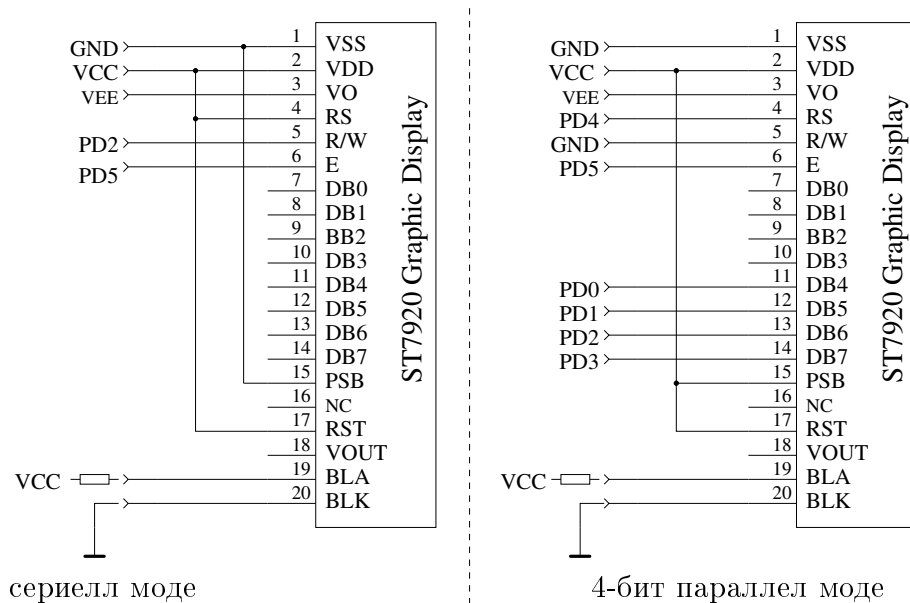 GND 1 VSS
VCC 2 VDD
VEE 3 VO
4 RS
PD2 5 R/W
PD5 6 E
7 DB0
8 DB1
9 BB2
10 DB3
11 DB4
12 DB5
13 DB6
14 DB7
15 PSB
16 NC
17 RST
18 VOUT
VCC 19 BLA
20 BLK
ST7920 Graphic Display
сериелл моде
GND 1 VSS
VCC 2 VDD
VEE 3 VO
PD4 4 RS
GND 5 R/W
PD5 6 E
7 DB0
8 DB1
9 BB2
10 DB3
PD0 11 DB4
PD1 12 DB5
PD2 13 DB6
PD3 14 DB7
15 PSB
16 NC
17 RST
18 VOUT
VCC 19 BLA
20 BLK
ST7920 Graphic Display
4-бит параллел моде